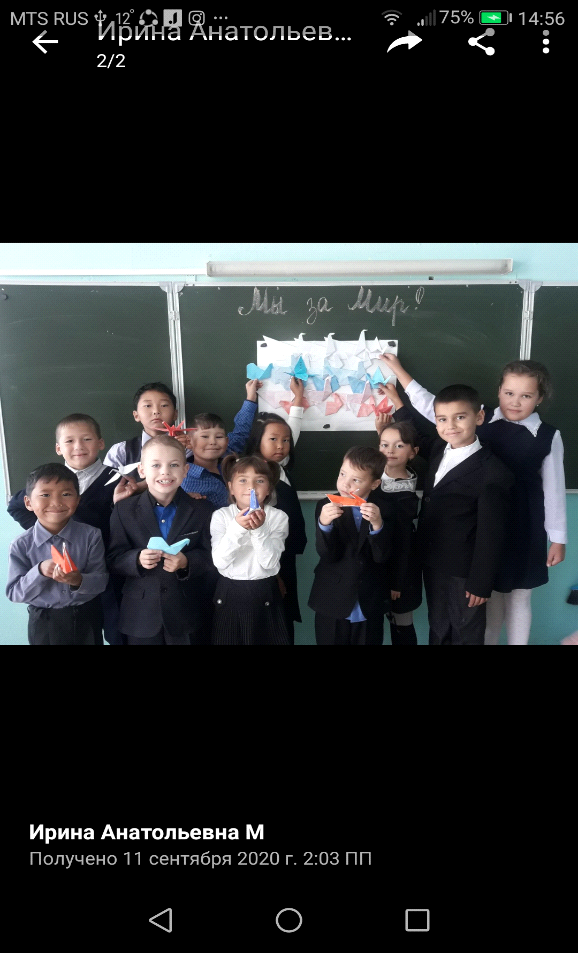 MTS RUS 12° ... 75% 14:56
Ирина Анатольев...
2/2
Мы за Мир!
Ирина Анатольевна М
Получено 11 сентября 2020 г. 2:03 ПП